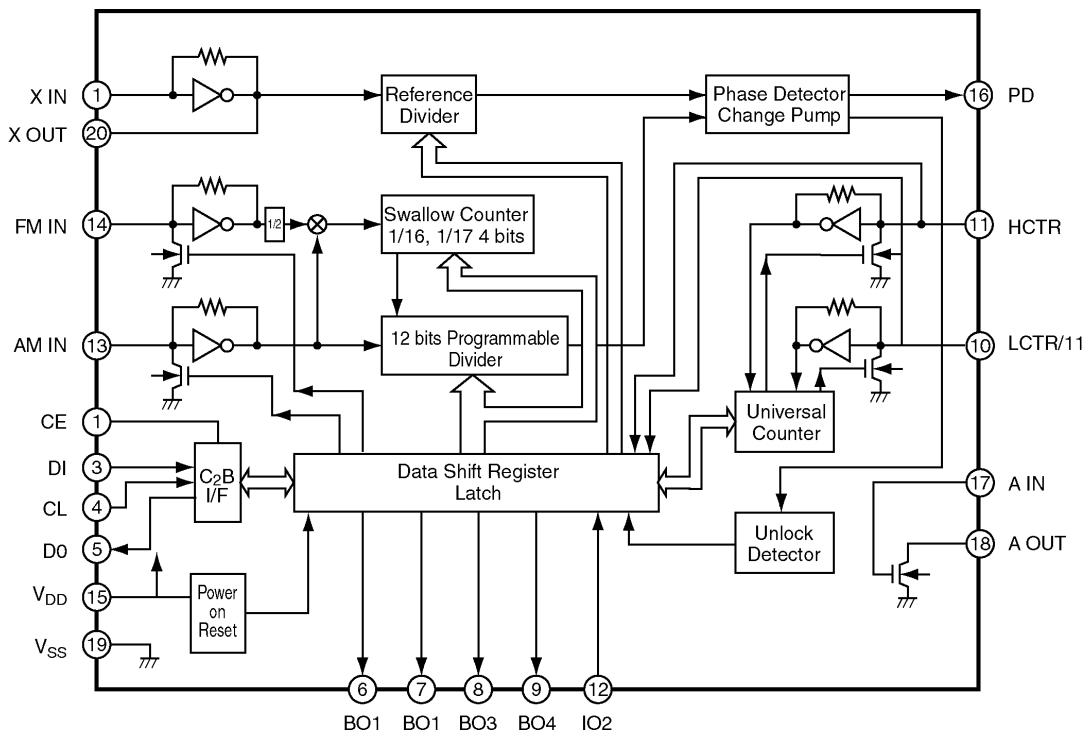 X IN 1
Reference
Divider
Phase Detector
Change Pump
16 PD
X OUT 20
FM IN 14
1/2
Swallow Counter
1/16, 1/17 4 bits
11 HCTR
AM IN 13
12 bits Programmable
Divider
10 LCTR/11
CE 1
Universal
Counter
DI 3
C2B
I/F
Data Shift Register
Latch
CL 4
17 A IN
D0 5
Unlock
Detector
18 A OUT
VDD 15
Power
on
Reset
VSS 19
6 7 8 9 12
BO1 BO1 BO3 BO4 IO2